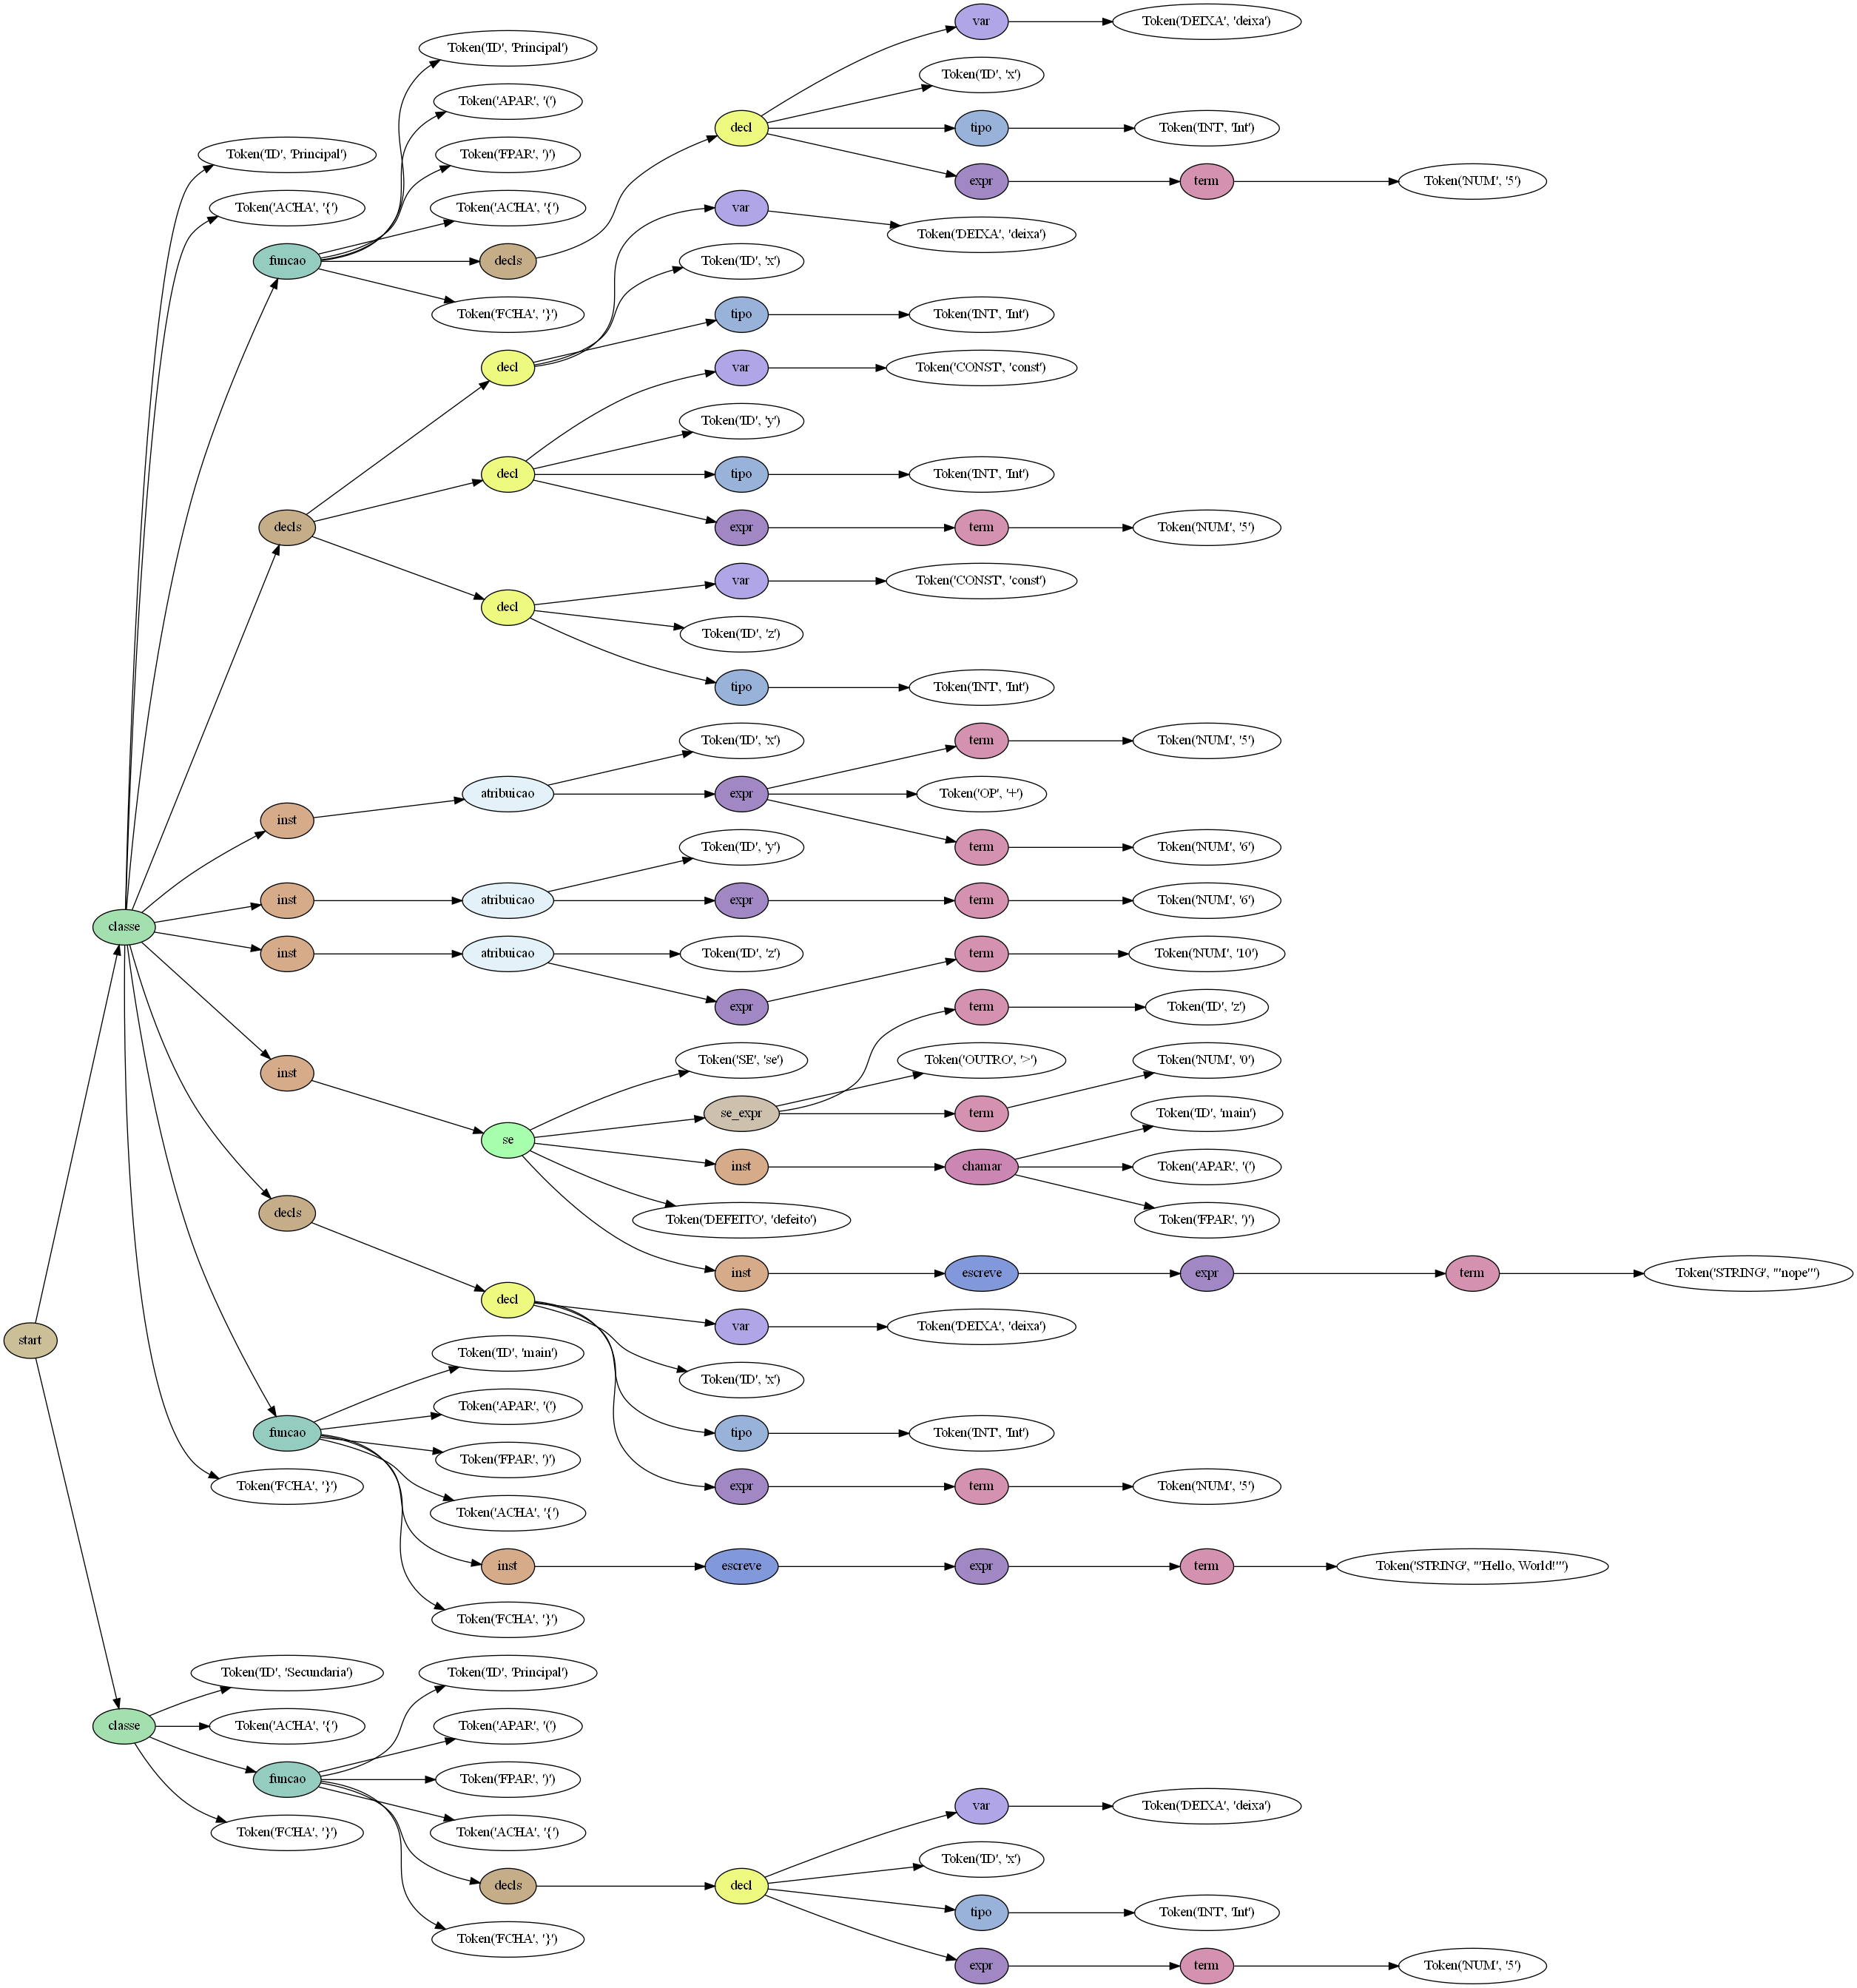 var
Token('DEIXA', 'deixa')
Token('ID', 'Principal')
Token('ID', 'x')
Token('APAR', '(')
decl
tipo
Token('INT', 'Int')
Token('ID', 'Principal')
Token('FPAR', ')')
expr
term
Token('NUM', '5')
Token('ACHA', '{')
Token('ACHA', '{')
var
Token('DEIXA', 'deixa')
funcao
decls
Token('ID', 'x')
Token('FCHA', '}')
tipo
Token('INT', 'Int')
decl
var
Token('CONST', 'const')
Token('ID', 'y')
decl
tipo
Token('INT', 'Int')
decls
expr
term
Token('NUM', '5')
var
Token('CONST', 'const')
decl
Token('ID', 'z')
tipo
Token('INT', 'Int')
Token('ID', 'x')
term
Token('NUM', '5')
atribuicao
expr
Token('OP', '+')
inst
Token('ID', 'y')
term
Token('NUM', '6')
inst
atribuicao
expr
term
Token('NUM', '6')
classe
inst
atribuicao
Token('ID', 'z')
term
Token('NUM', '10')
expr
term
Token('ID', 'z')
Token('SE', 'se')
Token('OUTRO', '>')
Token('NUM', '0')
inst
se_expr
term
Token('ID', 'main')
se
inst
chamar
Token('APAR', '(')
decls
Token('DEFEITO', 'defeito')
Token('FPAR', ')')
inst
escreve
expr
term
Token('STRING', "'nope'")
decl
var
Token('DEIXA', 'deixa')
start
Token('ID', 'main')
Token('ID', 'x')
Token('APAR', '(')
funcao
tipo
Token('INT', 'Int')
Token('FPAR', ')')
Token('FCHA', '}')
expr
term
Token('NUM', '5')
Token('ACHA', '{')
inst
escreve
expr
term
Token('STRING', "'Hello, World!'")
Token('FCHA', '}')
Token('ID', 'Secundaria')
Token('ID', 'Principal')
classe
Token('ACHA', '{')
Token('APAR', '(')
funcao
Token('FPAR', ')')
var
Token('DEIXA', 'deixa')
Token('FCHA', '}')
Token('ACHA', '{')
Token('ID', 'x')
decls
decl
tipo
Token('INT', 'Int')
Token('FCHA', '}')
expr
term
Token('NUM', '5')